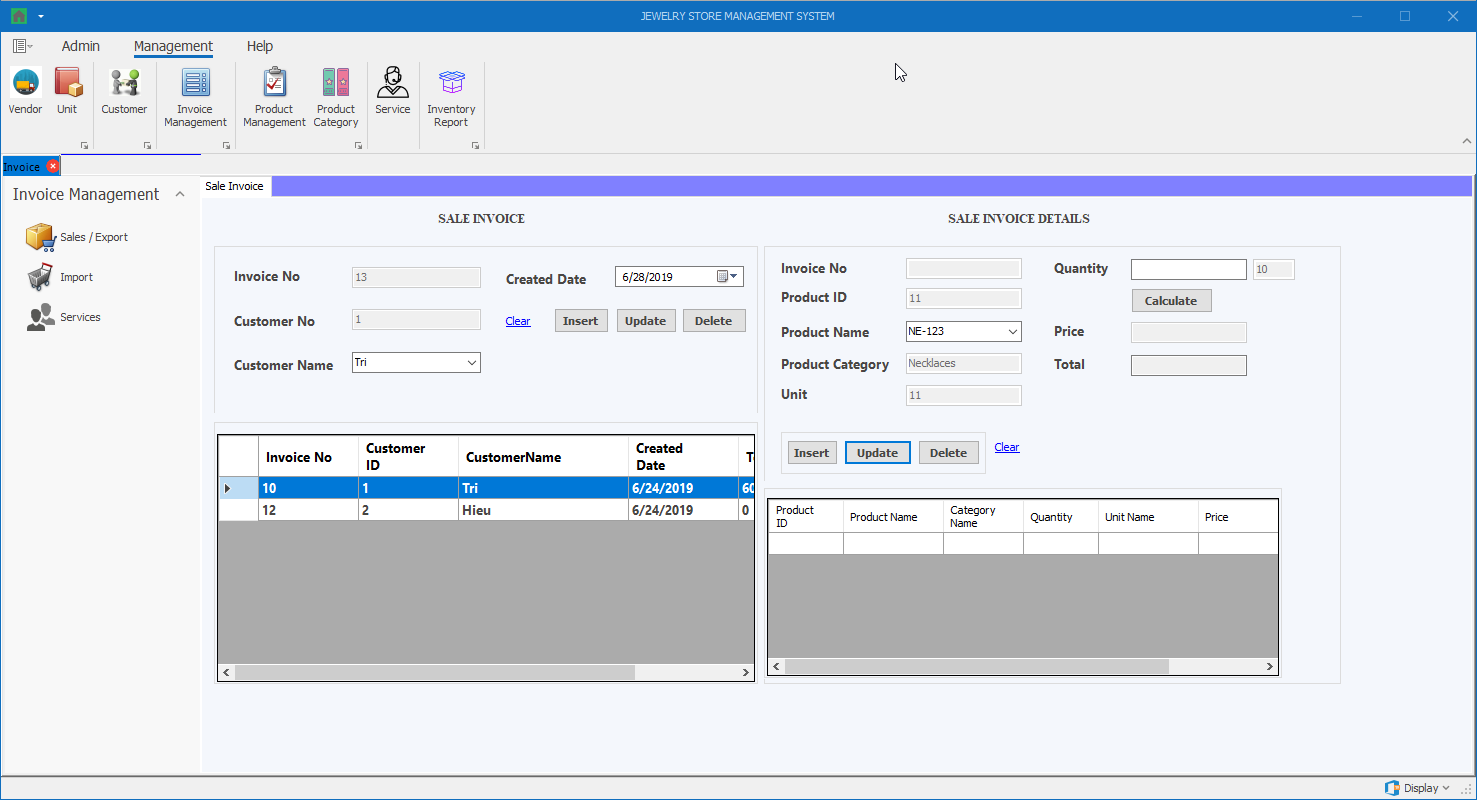 JEWELRY STORE MANAGEMENT SYSTEM
Admin Management Help
Vendor Unit Customer Invoice Management Product Management Product Category Service Inventory Report
Invoice
Invoice Management
Sales / Export
Import
Services
Sale Invoice
SALE INVOICE
Invoice No 13 Created Date 6/28/2019
Customer No 1 Clear Insert Update Delete
Customer Name Tri
Invoice No Customer ID CustomerName Created Date T
10 1 Tri 6/24/2019 60
12 2 Hieu 6/24/2019 0
SALE INVOICE DETAILS
Invoice No Quantity 10
Product ID 11 Calculate
Product Name NE-123 Price
Product Category Necklaces Total
Unit 11
Insert Update Delete Clear
Product ID Product Name Category Name Quantity Unit Name Price
Display